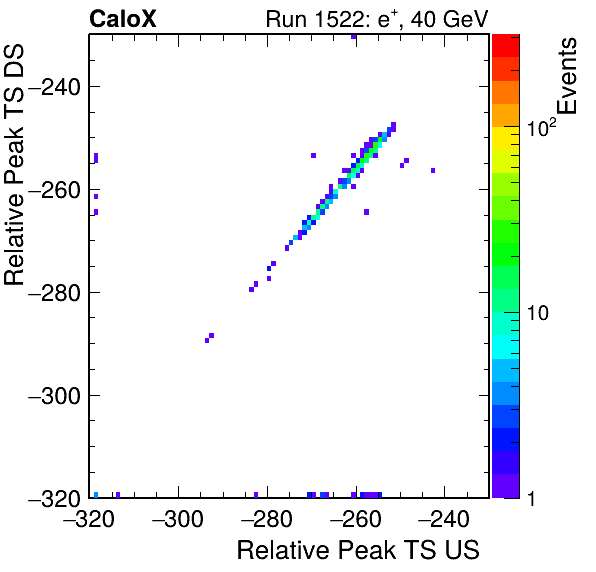 CaloX Run 1522: e⁺, 40 GeV
Relative Peak TS DS
Events
−240
−260
−280
−300
−320
10²
10
1
−320 −300 −280 −260 −240
Relative Peak TS US